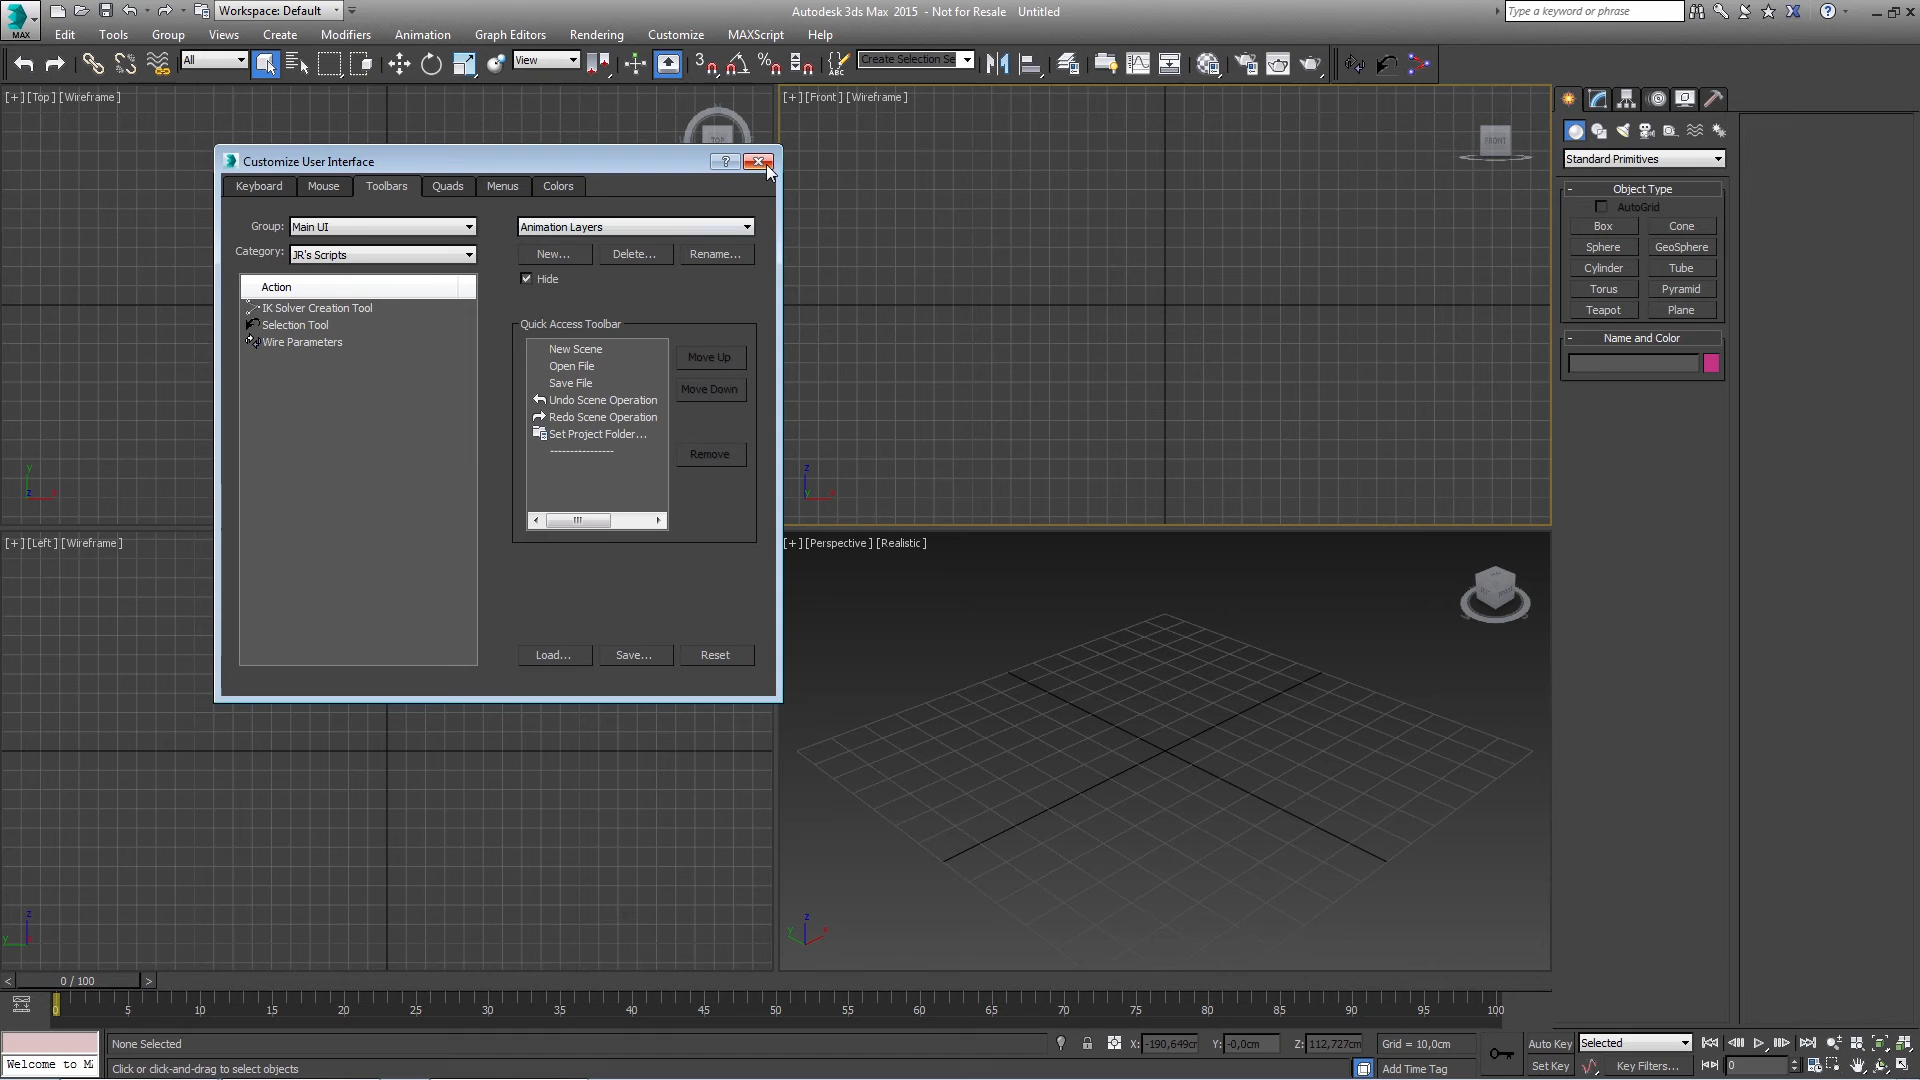 Workspace: Default
Autodesk 3ds Max 2015 - Not for Resale Untitled
Type a keyword or phrase
MAX
Edit Tools Group Views Create Modifiers Animation Graph Editors Rendering Customize MAXScript Help
All
View
Create Selection Se
ABC
[+] [Top] [Wireframe]
TOP
[+] [Front] [Wireframe]
FRONT
Customize User Interface
Keyboard Mouse Toolbars Quads Menus Colors
Group: Main UI
Category: JR's Scripts
Action
IK Solver Creation Tool
Selection Tool
Wire Parameters
Animation Layers
New... Delete... Rename...
Hide
Quick Access Toolbar
New Scene
Open File
Save File
Undo Scene Operation
Redo Scene Operation
Set Project Folder...
----------------
Move Up
Move Down
Remove
Load... Save... Reset
Standard Primitives
- Object Type
AutoGrid
Box Cone
Sphere GeoSphere
Cylinder Tube
Torus Pyramid
Teapot Plane
- Name and Color
[+] [Left] [Wireframe]
[+] [Perspective] [Realistic]
< 0 / 100 >
0 5 10 15 20 25 30 35 40 45 50 55 60 65 70 75 80 85 90 95 100
None Selected
X: -190,649cr Y: -0,0cm Z: 112,727cm Grid = 10,0cm
Auto Key Selected
Welcome to M
Click or click-and-drag to select objects
Add Time Tag
Set Key Key Filters... 0